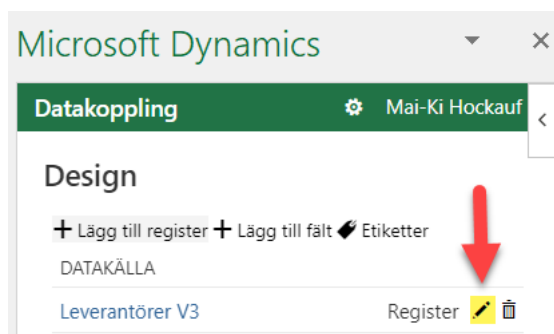 Microsoft Dynamics
Datakoppling Mai-Ki Hockauf
Design
Lägg till register Lägg till fält Etiketter
DATAKÄLLA
Leverantörer V3 Register